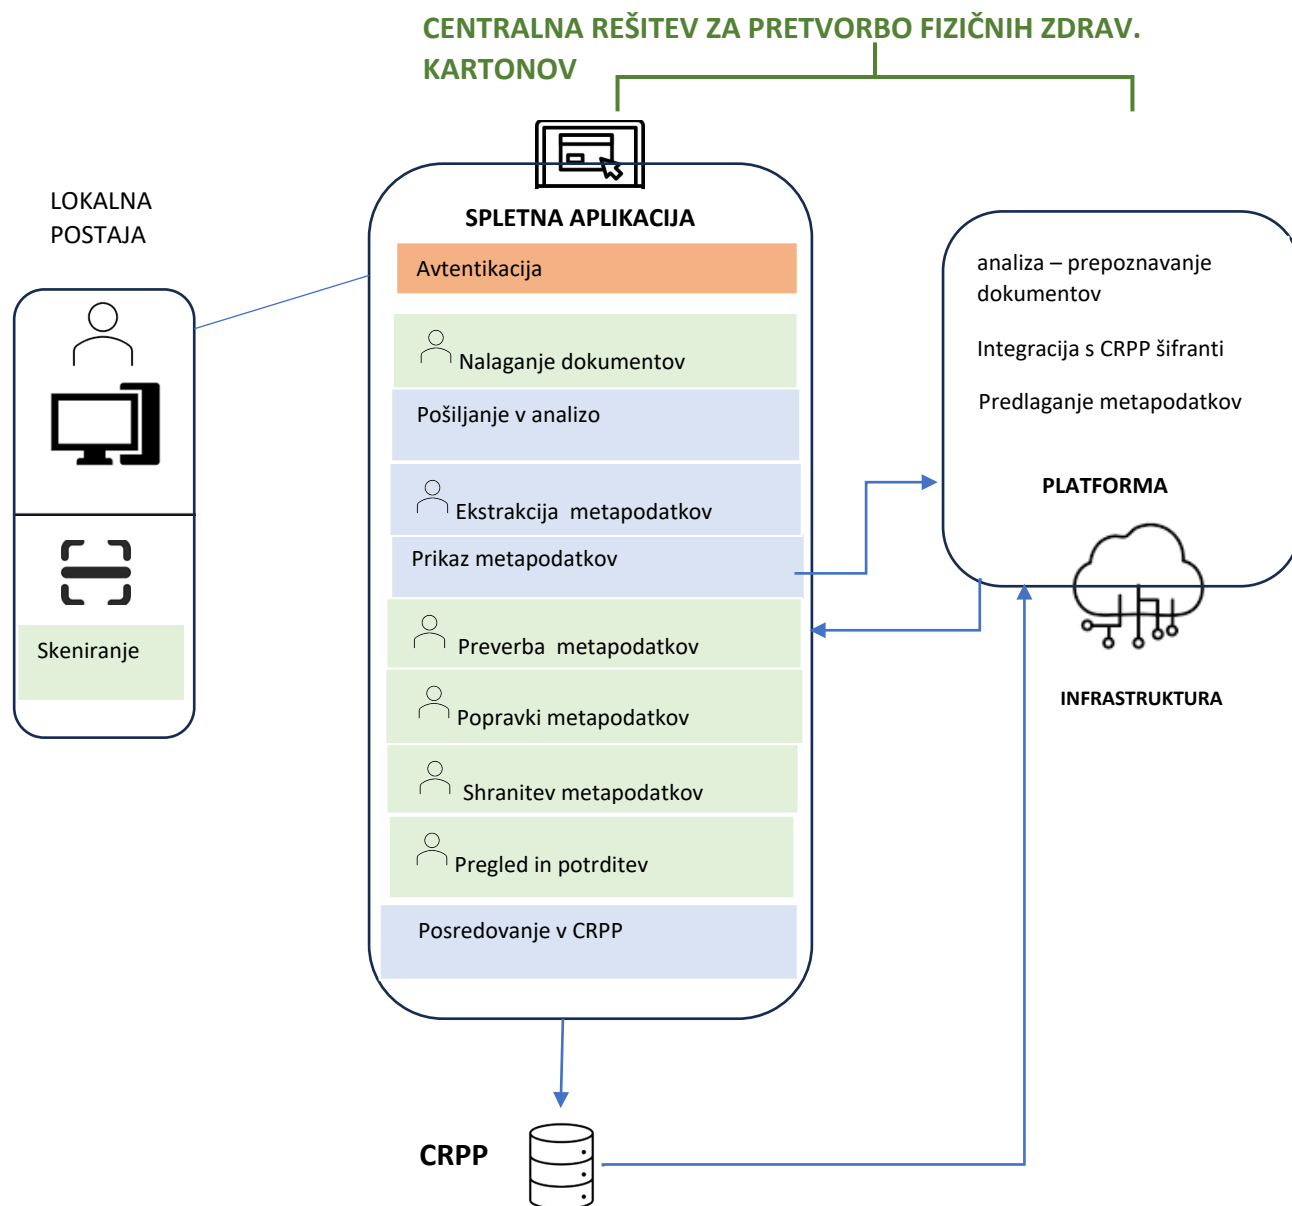 CENTRALNA REŠITEV ZA PRETVORBO FIZIČNIH ZDRAV.
KARTONOV
LOKALNA
POSTAJA
Skeniranje
SPLETNA APLIKACIJA
Avtentikacija
Nalaganje dokumentov
Pošiljanje v analizo
Ekstrakcija metapodatkov
Prikaz metapodatkov
Preverba metapodatkov
Popravki metapodatkov
Shranitev metapodatkov
Pregled in potrditev
Posredovanje v CRPP
analiza – prepoznavanje
dokumentov
Integracija s CRPP šifranti
Predlaganje metapodatkov
PLATFORMA
INFRASTRUKTURA
CRPP